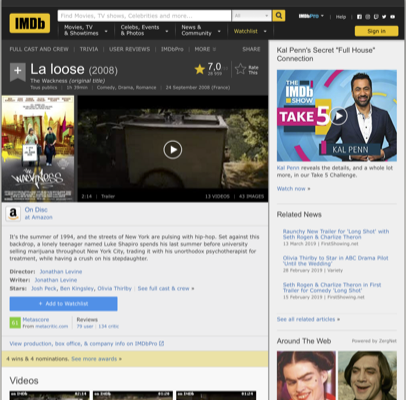 IMDb
Find Movies, TV shows, Celebrities and more...
All
IMDbPro
Help
Movies, TV & Showtimes
Celebs, Events & Photos
News & Community
Watchlist
Sign in
FULL CAST AND CREW | TRIVIA | USER REVIEWS | IMDbPro | MORE
SHARE
La loose (2008)
The Wackness (original title)
Tous publics | 1h 39min | Comedy, Drama, Romance | 24 September 2008 (France)
7,0
Rate This
the Wackness
2:14 | Trailer
13 VIDEOS | 43 IMAGES
On Disc
at Amazon
It's the summer of 1994, and the streets of New York are pulsing with hip-hop. Set against this
backdrop, a lonely teenager named Luke Shapiro spends his last summer before university
selling marijuana throughout New York City, trading it with his unorthodox psychotherapist for
treatment, while having a crush on his stepdaughter.
Director: Jonathan Levine
Writer: Jonathan Levine
Stars: Josh Peck, Ben Kingsley, Olivia Thirlby | See full cast & crew »
+ Add to Watchlist
61
Metascore
From metacritic.com
Reviews
79 user | 134 critic
View production, box office, & company info on IMDbPro
4 wins & 4 nominations. See more awards »
Videos
Kal Penn's Secret "Full House"
Connection
THE IMDb SHOW
TAKE 5
KAL PENN
Kal Penn reveals the details, and a whole lot
more, in our Take 5 Challenge.
Watch now »
Related News
Raunchy New Trailer for 'Long Shot' with
Seth Rogen & Charlize Theron
13 March 2019 | FirstShowing.net
Olivia Thirlby to Star in ABC Drama Pilot
'Until the Wedding'
28 February 2019 | Variety
Seth Rogen & Charlize Theron in First
Trailer for Comedy 'Long Shot'
15 February 2019 | FirstShowing.net
See all related articles »
Around The Web
Powered by ZergNet